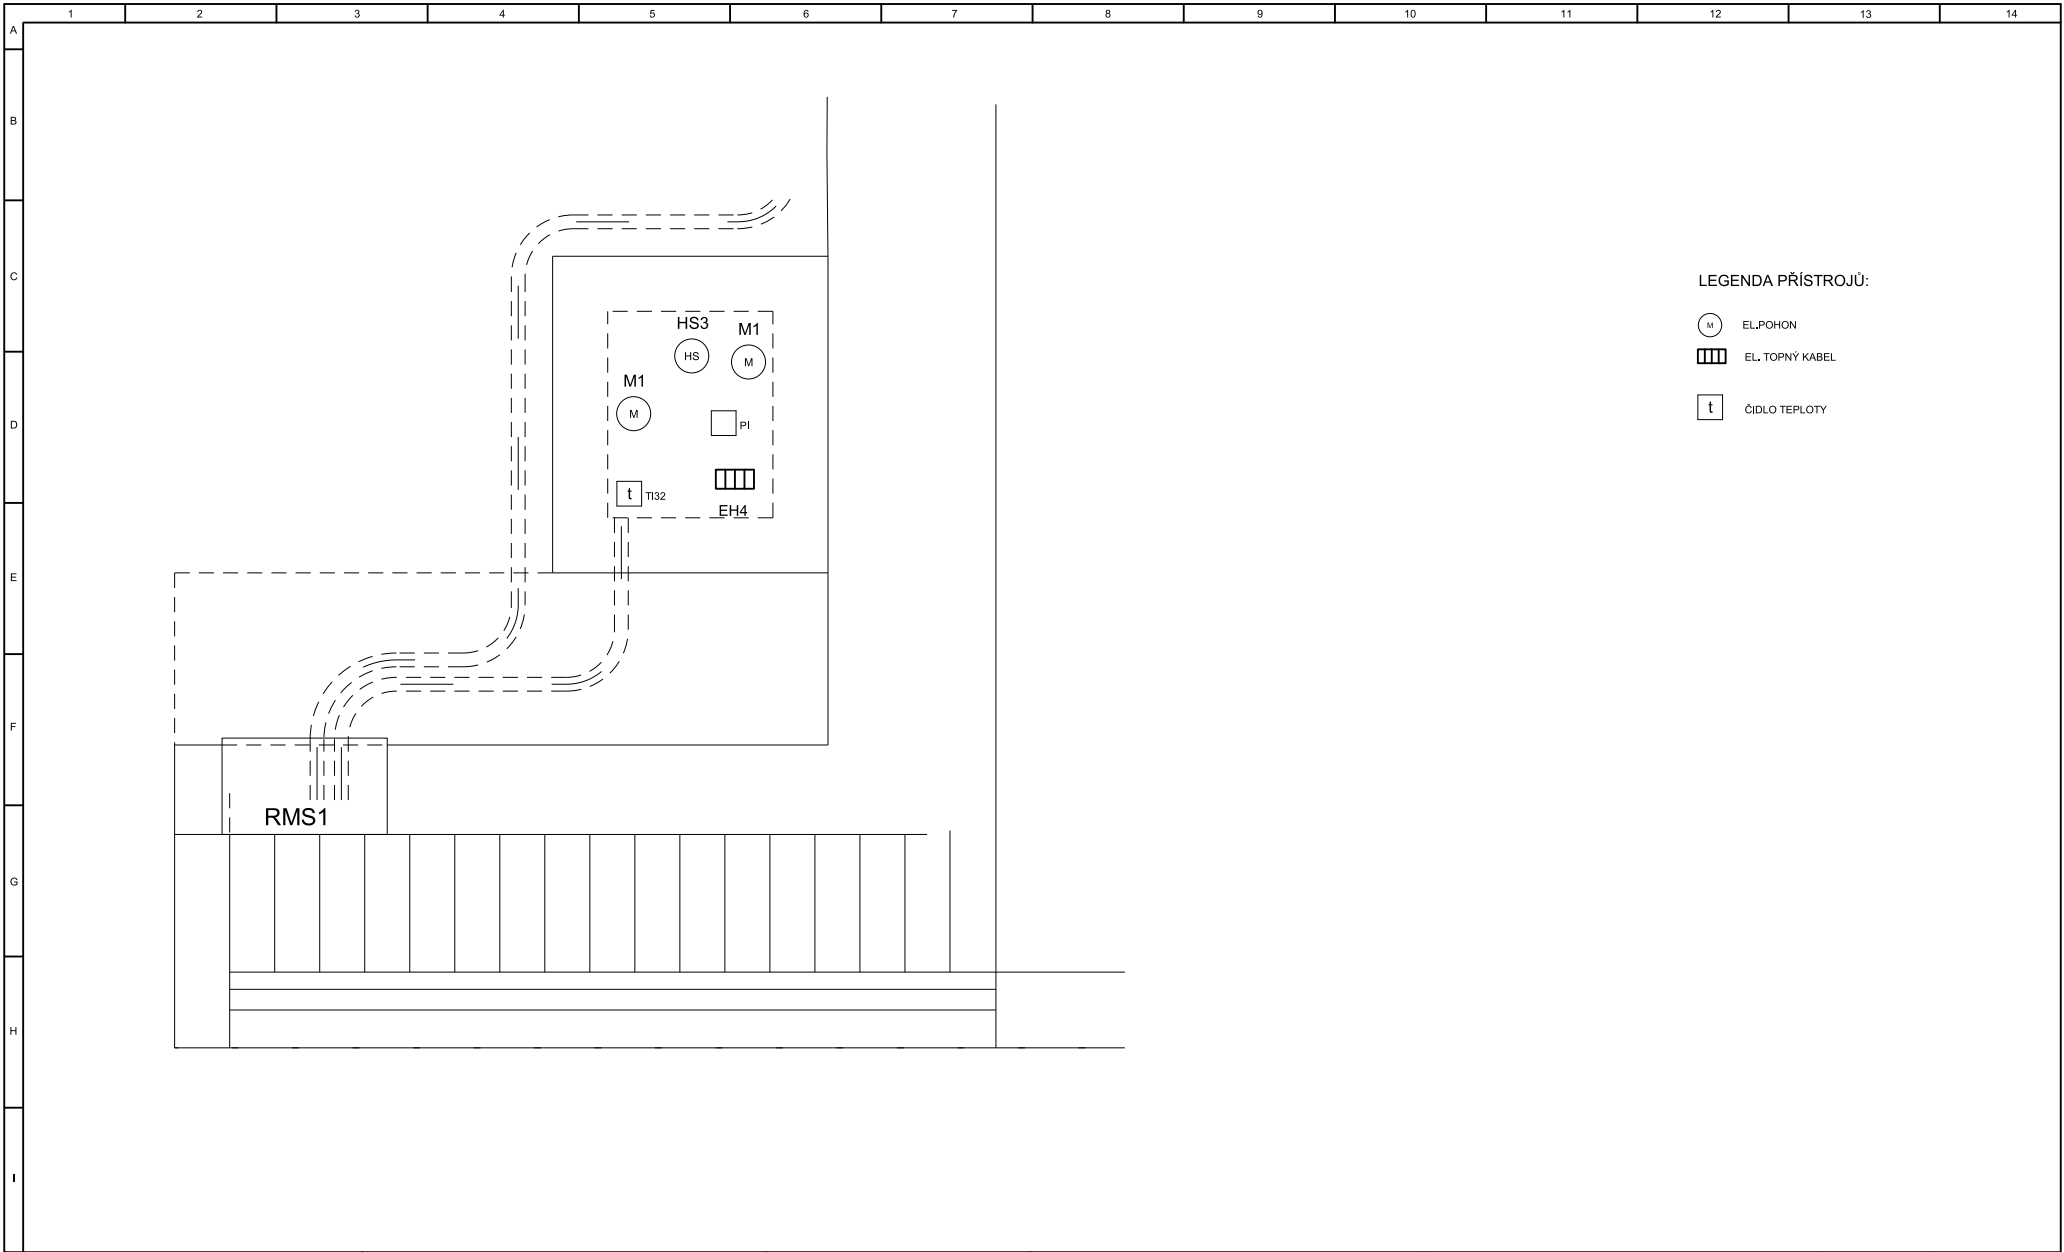 1 2 3 4 5 6 7 8 9 10 11 12 13 14
A
B
C
D
E
F
G
H
I
HS3
HS
M1
M
M1
M
PI
t TI32
EH4
RMS1
LEGENDA PŘÍSTROJŮ:
M EL.POHON
EL. TOPNÝ KABEL
t ČIDLO TEPLOTY